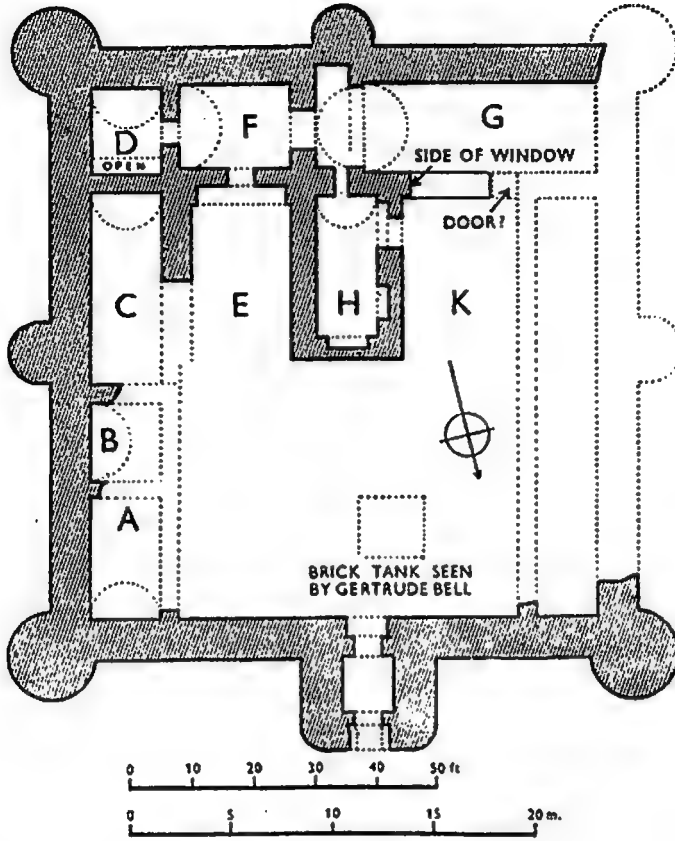 D
OPEN
F
G
SIDE OF WINDOW
DOOR?
C
E
H
K
B
A
BRICK TANK SEEN
BY GERTRUDE BELL
0 10 20 30 40 50 ft
0 5 10 15 20 m.